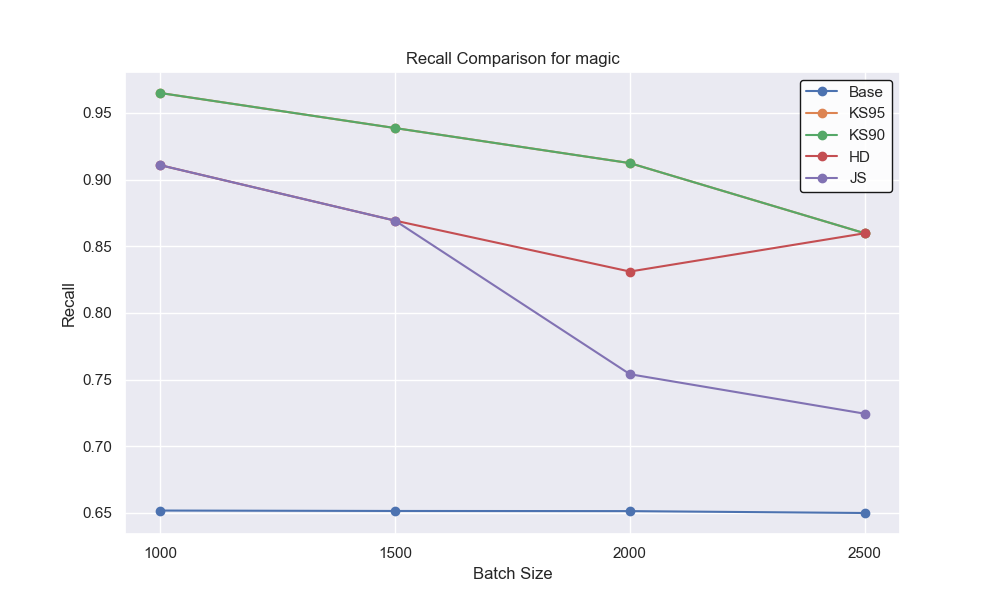 Recall Comparison for magic
Base
KS95
KS90
HD
JS
0.95
0.90
0.85
0.80
0.75
0.70
0.65
Recall
1000 1500 2000 2500
Batch Size